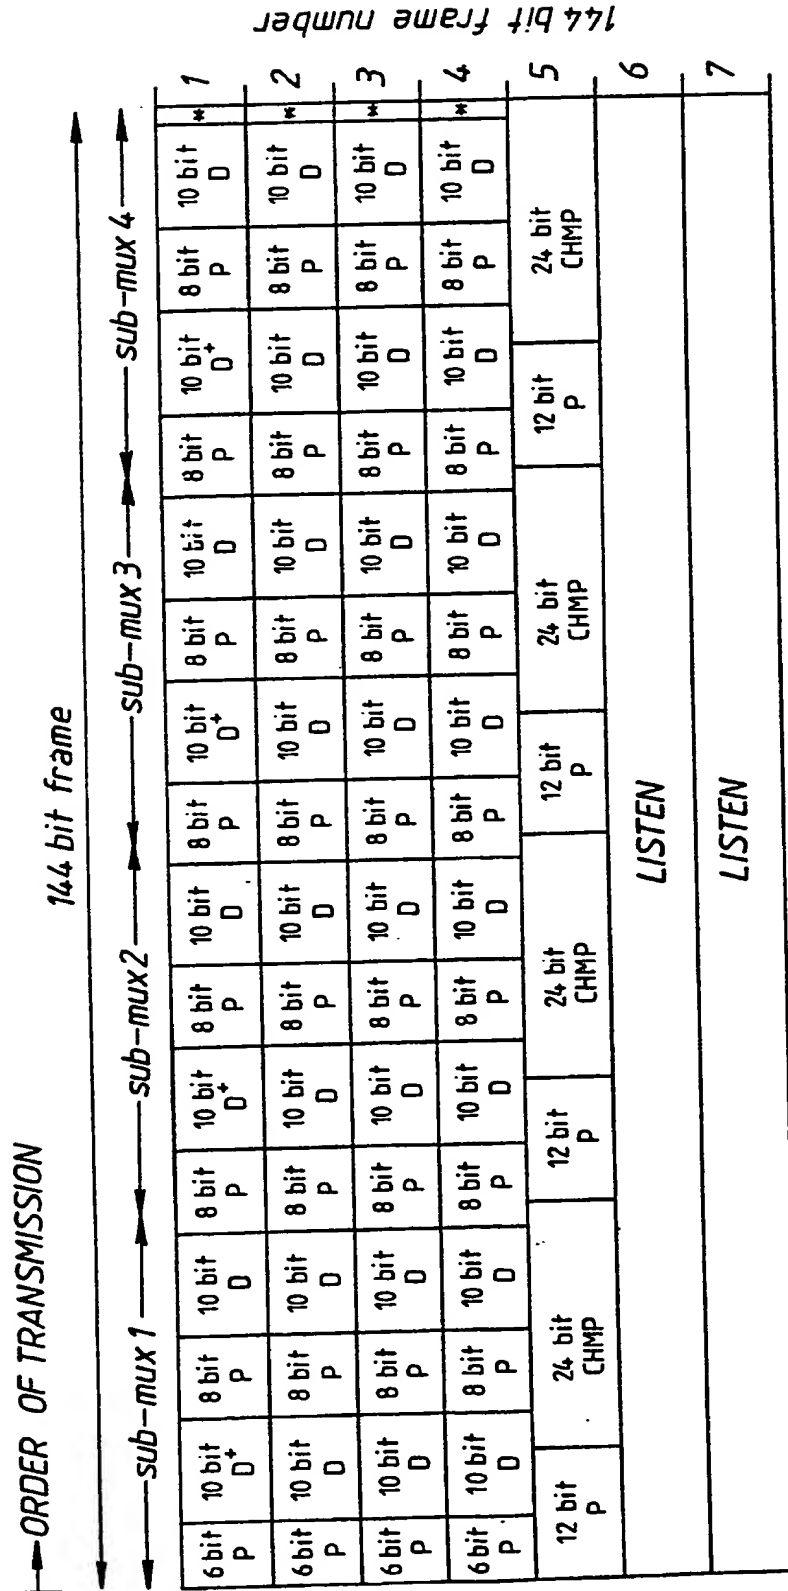 ORDER OF TRANSMISSION
144 bit frame
sub-mux 1 sub-mux 2 sub-mux 3 sub-mux 4
6 bit P 10 bit D+ 8 bit P 10 bit D 8 bit P 10 bit D+ 8 bit P 10 bit D 8 bit P 10 bit D+ 8 bit P 10 bit D 8 bit P 10 bit D+ 8 bit P 10 bit D * 1
6 bit P 10 bit D 8 bit P 10 bit D 8 bit P 10 bit D 8 bit P 10 bit D 8 bit P 10 bit D 8 bit P 10 bit D 8 bit P 10 bit D 8 bit P 10 bit D * 2
6 bit P 10 bit D 8 bit P 10 bit D 8 bit P 10 bit D 8 bit P 10 bit D 8 bit P 10 bit D 8 bit P 10 bit D 8 bit P 10 bit D 8 bit P 10 bit D * 3
6 bit P 10 bit D 8 bit P 10 bit D 8 bit P 10 bit D 8 bit P 10 bit D 8 bit P 10 bit D 8 bit P 10 bit D 8 bit P 10 bit D 8 bit P 10 bit D * 4
12 bit P 24 bit CHMP 12 bit P 24 bit CHMP 12 bit P 24 bit CHMP 12 bit P 24 bit CHMP 5
LISTEN 6
LISTEN 7
144 bit frame number